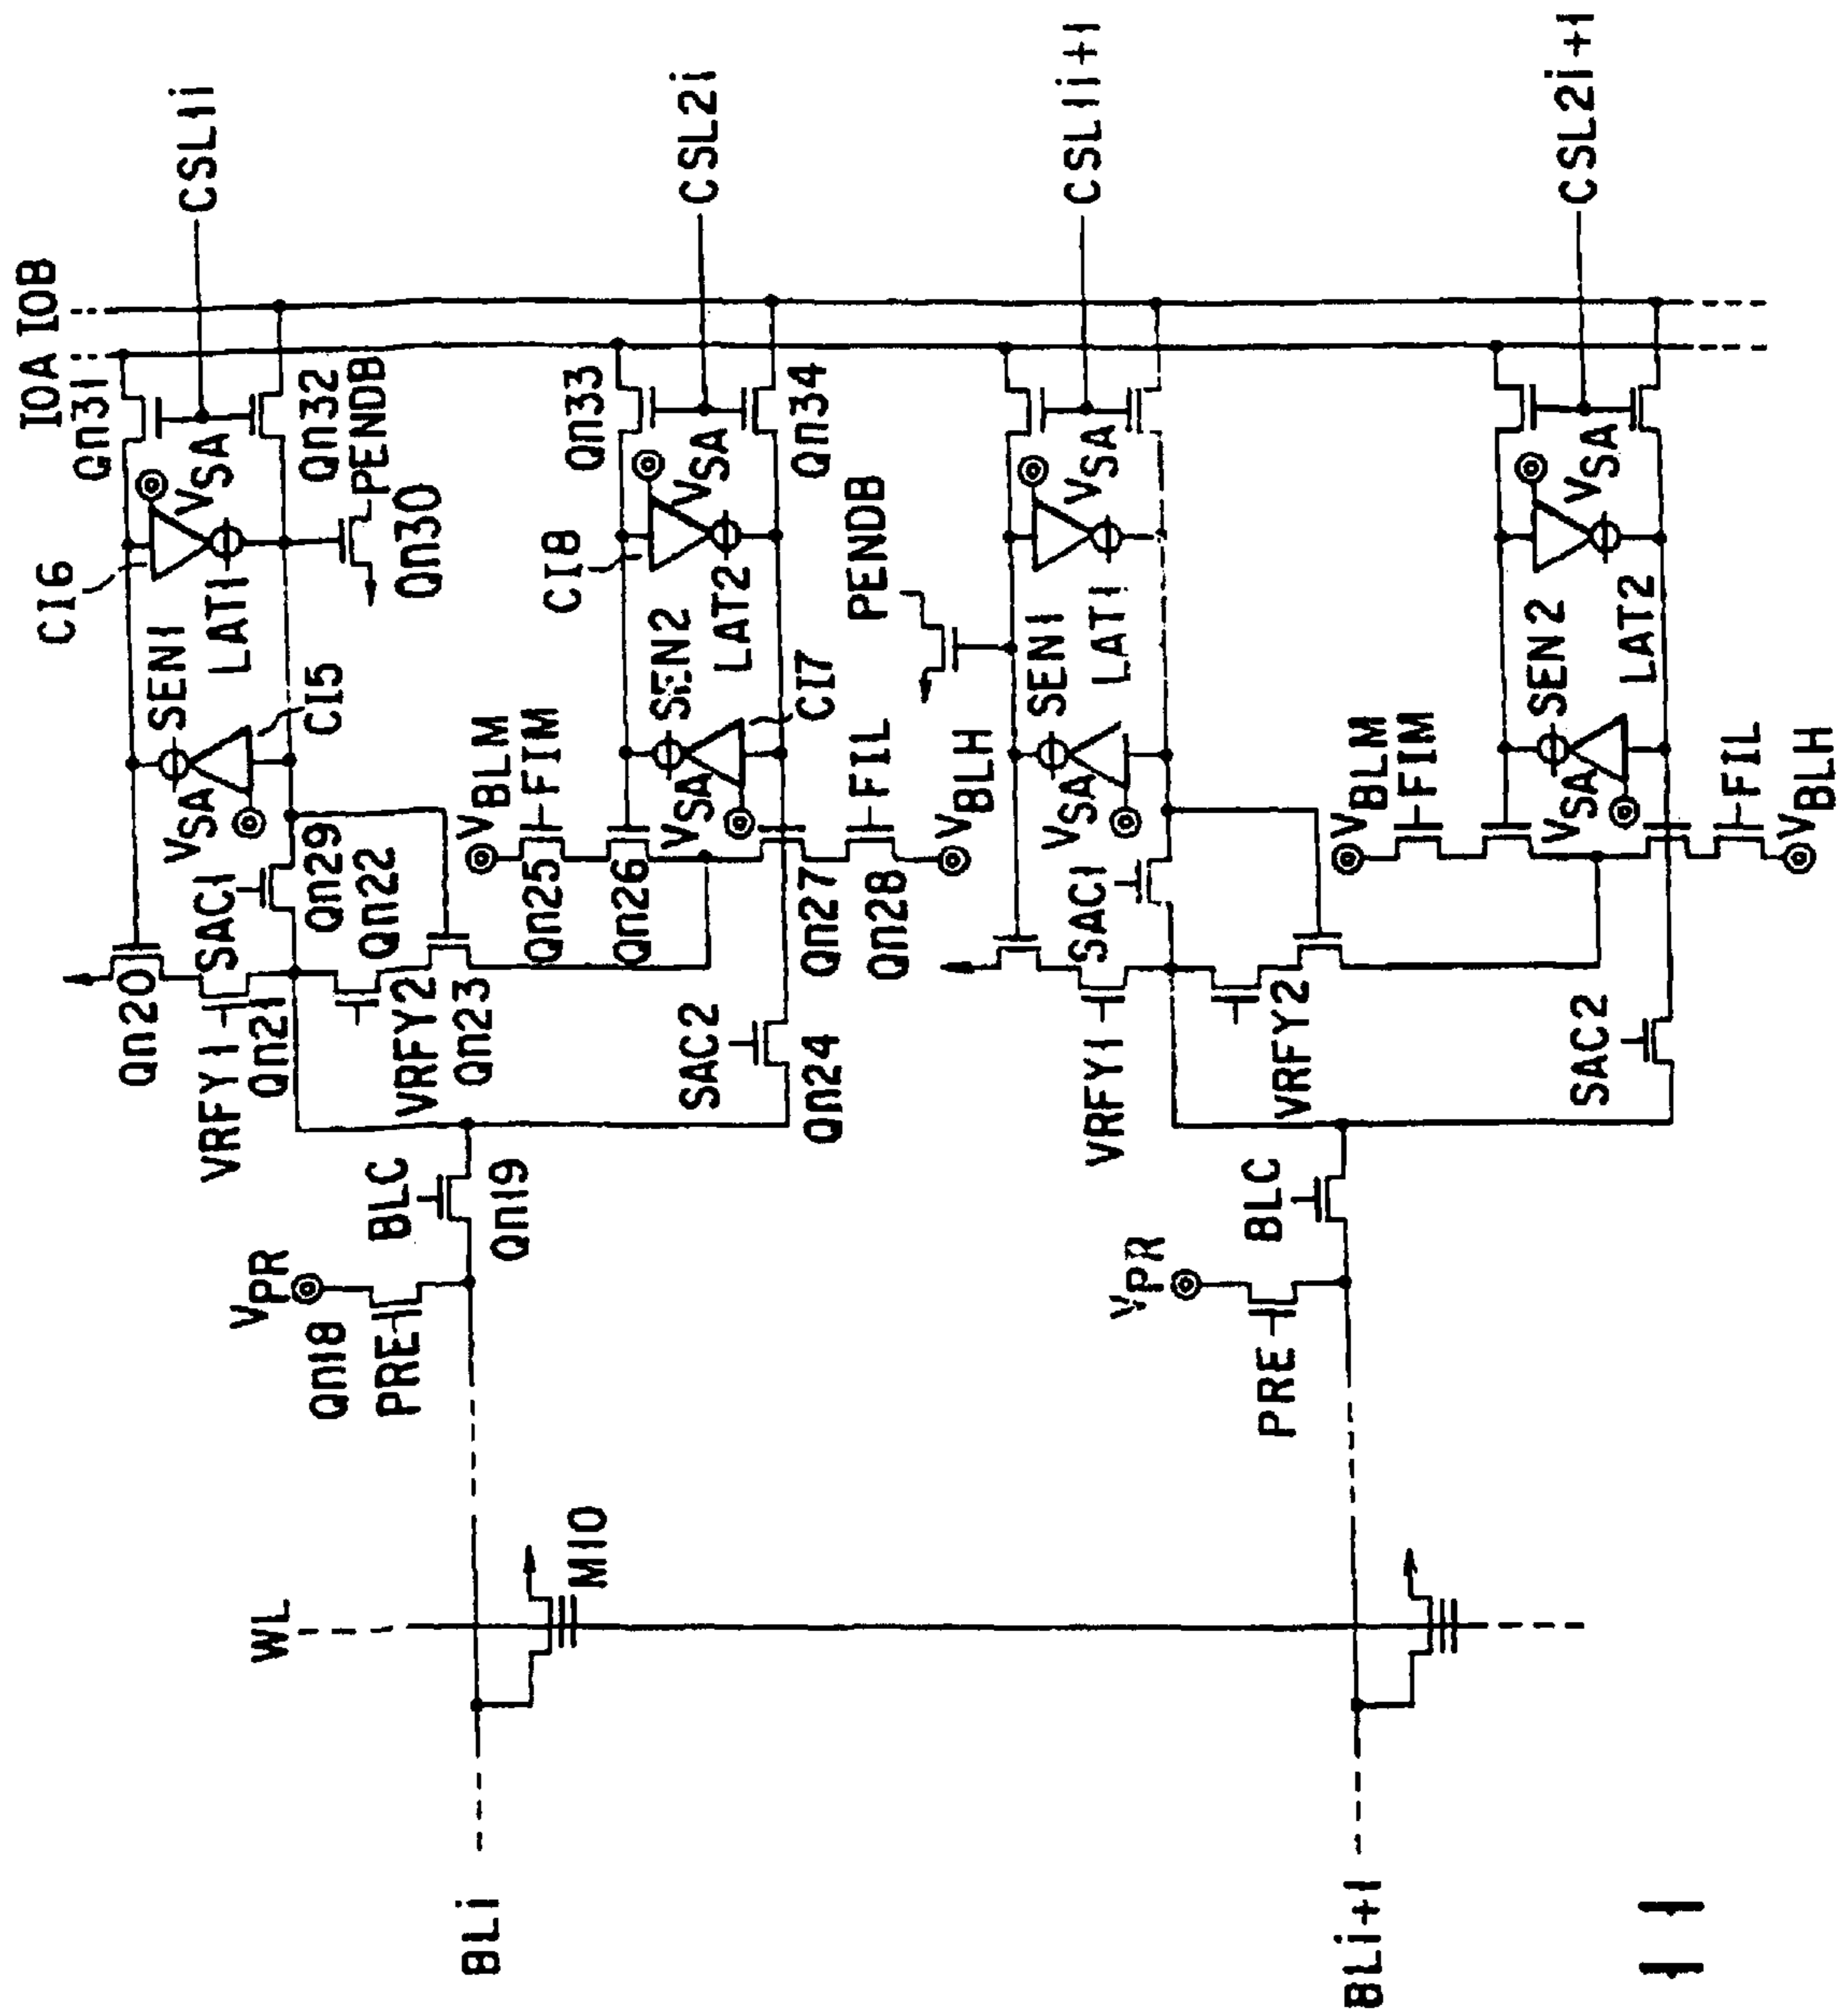 IOA IOB
Qn31
CSL1i
CI6
VSA
Qn32
PENDB
Qn30
SEN1
LAT1
CI5
VSA
SAC1
Qn29
Qn22
Qn20
VRFY1
Qn21
VRFY2
Qn23
CSL2i
Qn33
VSA
Qn34
CI8
SEN2
LAT2
CI7
VBLM
FIM
VSA
FIL
VBLH
Qn25
Qn26
Qn27
Qn28
SAC2
Qn24
BLC
Qn19
VPR
Qn18
PRE
WL
M10
BLi
CSL1i+1
PENDB
VSA
SEN1
LAT1
VSA
SAC1
VRFY1
VRFY2
CSL2i+1
VSA
SEN2
LAT2
VBLM
FIM
VSA
FIL
VBLH
SAC2
BLC
VPR
PRE
BLi+1